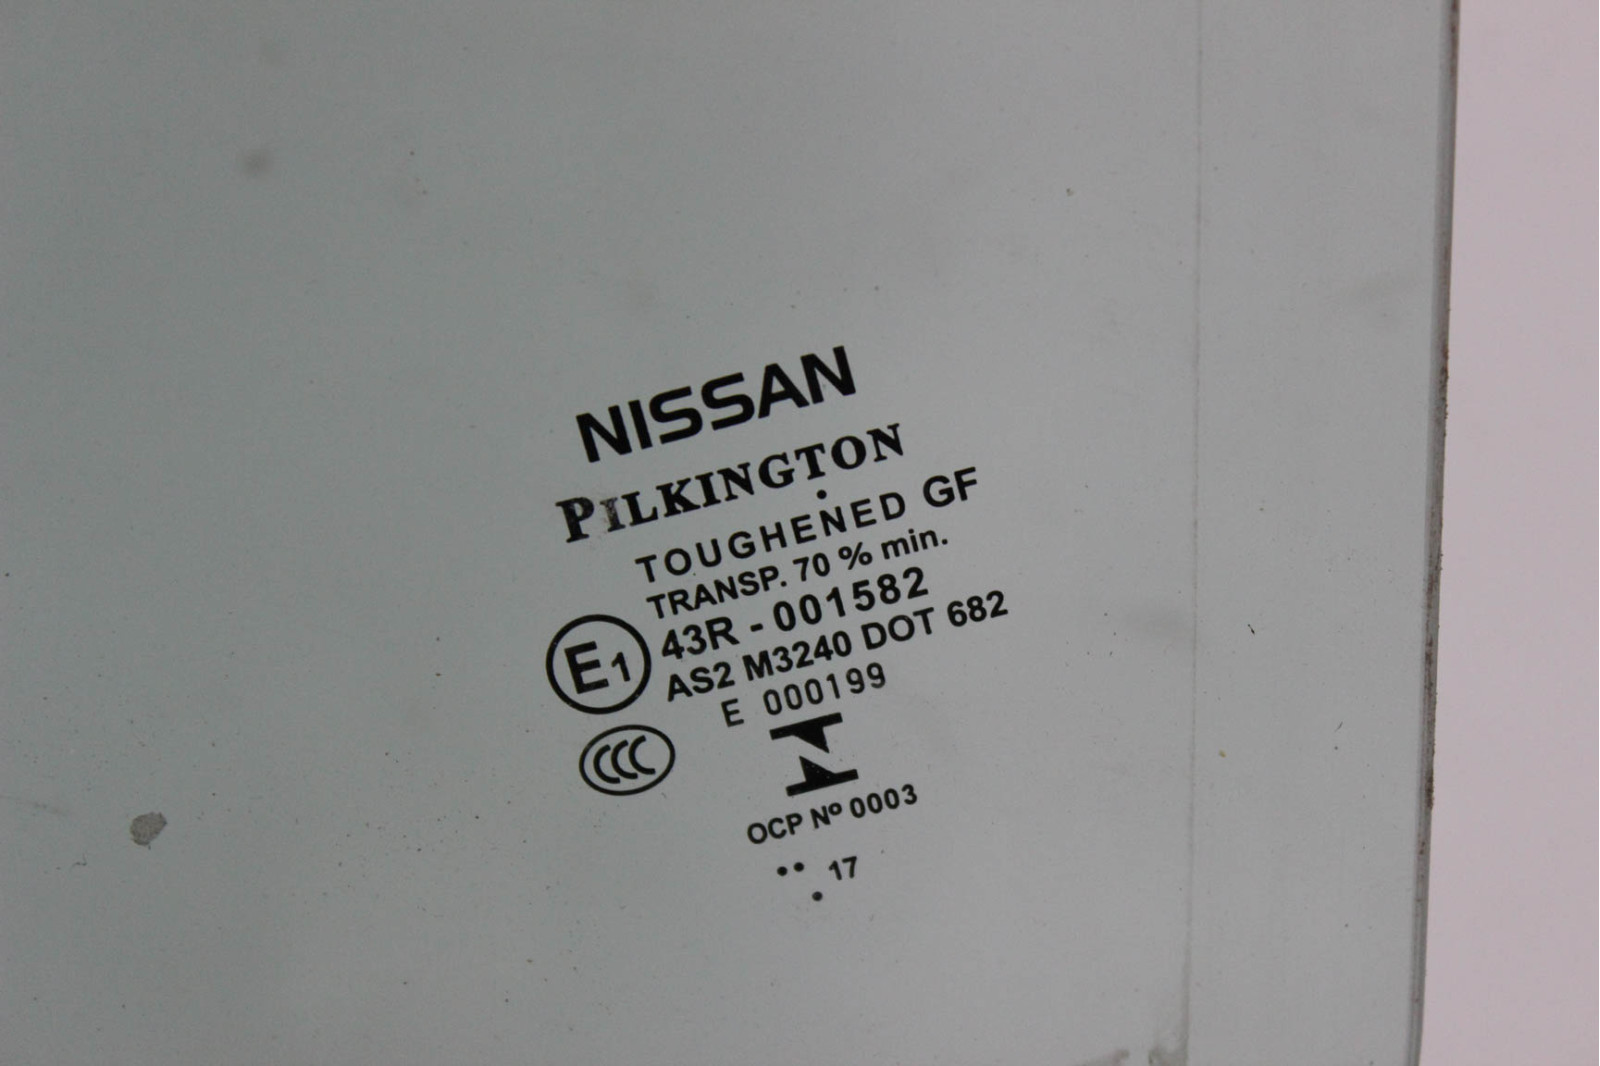 NISSAN
PILKINGTON
TOUGHENED GF
TRANSP. 70 % min.
E1 43R - 001582
AS2 M3240 DOT 682
E 000199
CCC
OCP Nº 0003
.. 17
.